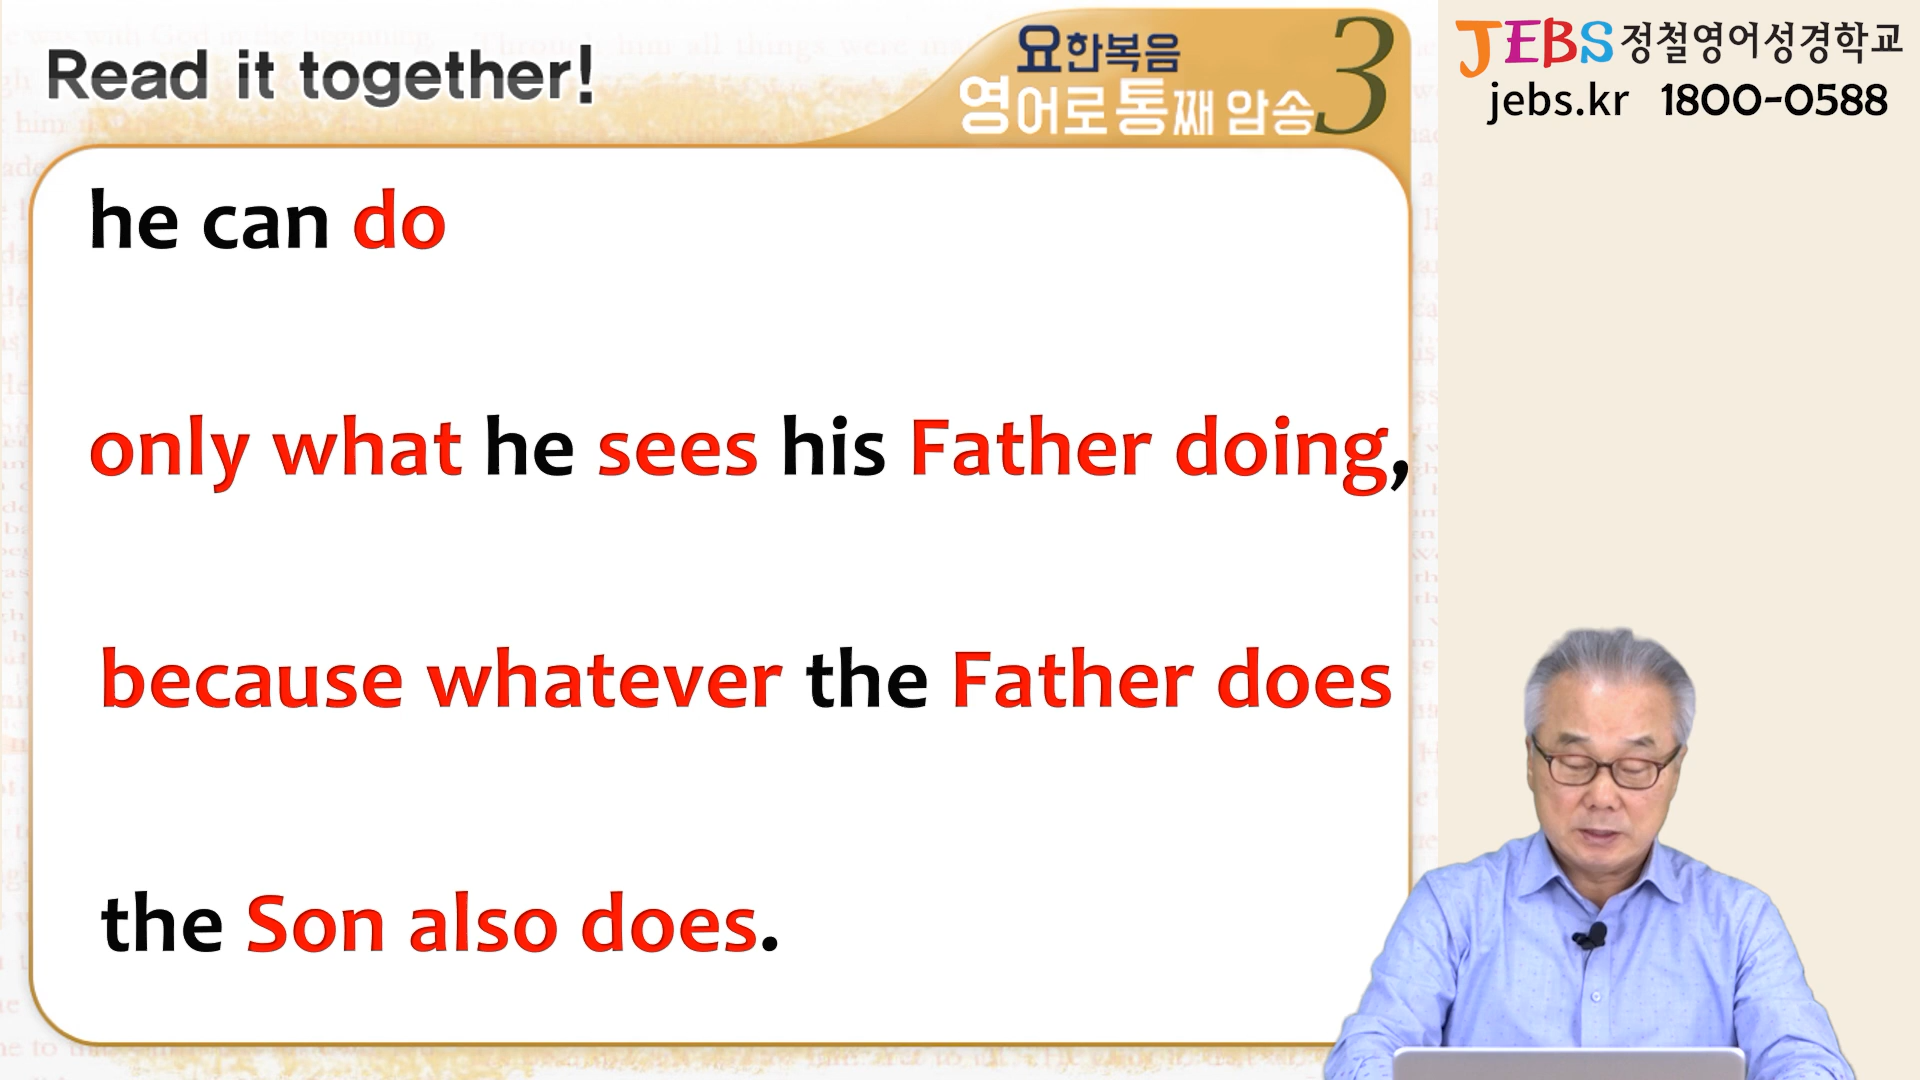 Read it together!
요한복음
영어로 통째 암송 3
JEBS 정철영어성경학교
jebs.kr 1800-0588
he can do
only what he sees his Father doing,
because whatever the Father does
the Son also does.